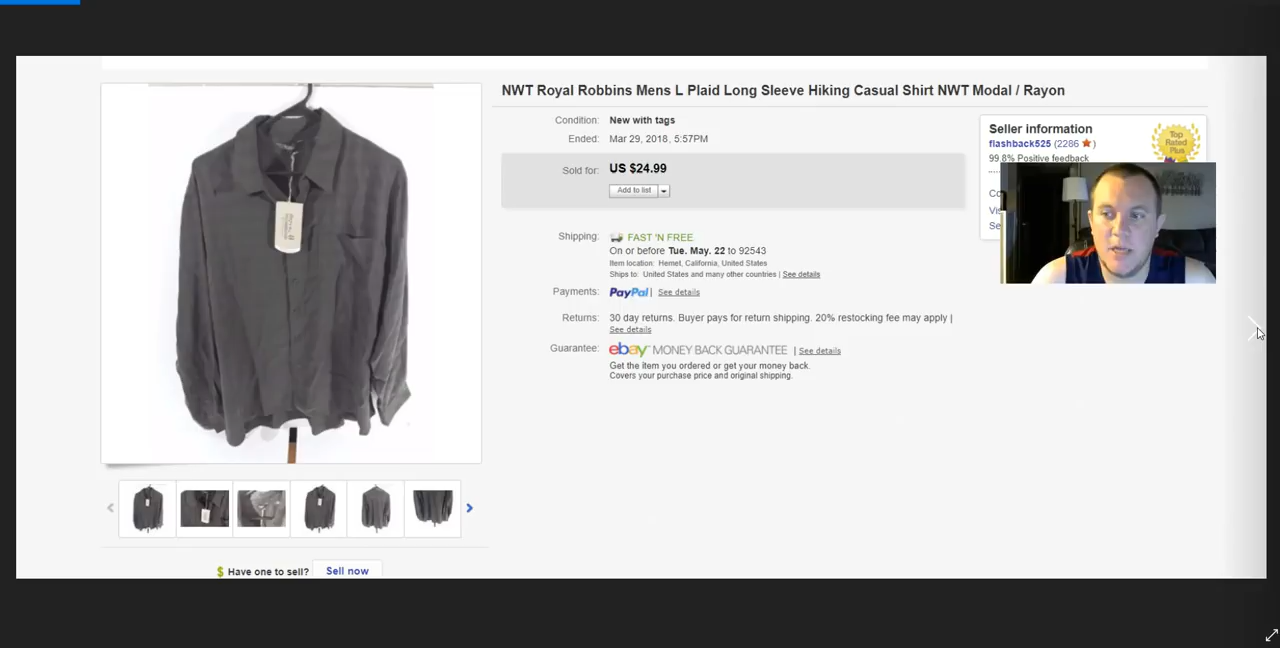 NWT Royal Robbins Mens L Plaid Long Sleeve Hiking Casual Shirt NWT Modal / Rayon
Condition: New with tags
Ended: Mar 29, 2018, 5:57PM
Sold for: US $24.99
Add to list
Shipping: FAST 'N FREE
On or before Tue. May. 22 to 92543
Item location: Hemet, California, United States
Ships to: United States and many other countries | See details
Payments: PayPal | See details
Returns: 30 day returns. Buyer pays for return shipping. 20% restocking fee may apply |
See details
Guarantee: ebay MONEY BACK GUARANTEE | See details
Get the item you ordered or get your money back.
Covers your purchase price and original shipping.
Seller information
flashback525 (2286 )
99.8% Positive feedback
Top
Rated
Plus
$ Have one to sell? Sell now